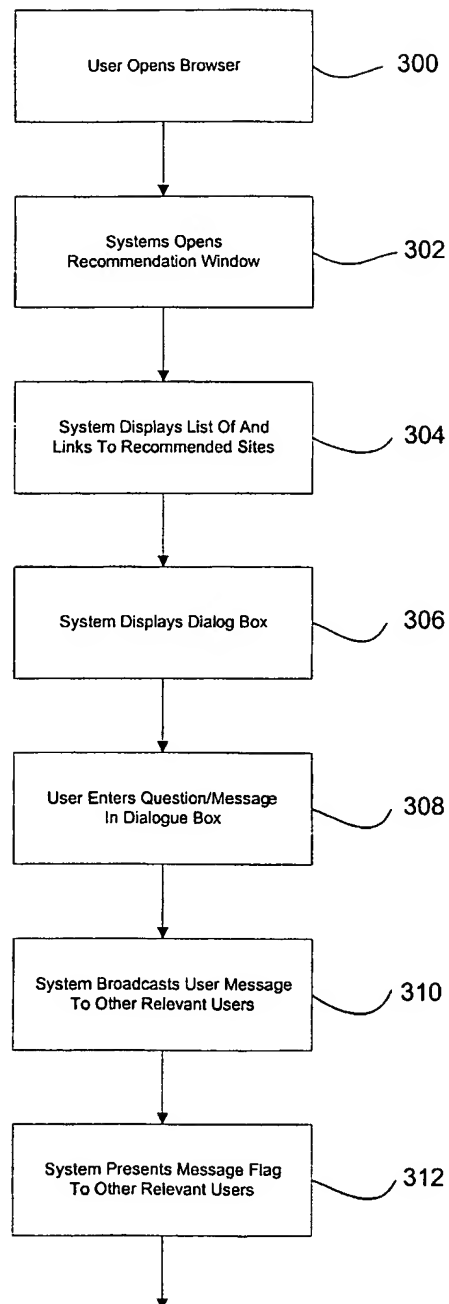 User Opens Browser
300
Systems Opens
Recommendation Window
302
System Displays List Of And
Links To Recommended Sites
304
System Displays Dialog Box
306
User Enters Question/Message
In Dialogue Box
308
System Broadcasts User Message
To Other Relevant Users
310
System Presents Message Flag
To Other Relevant Users
312